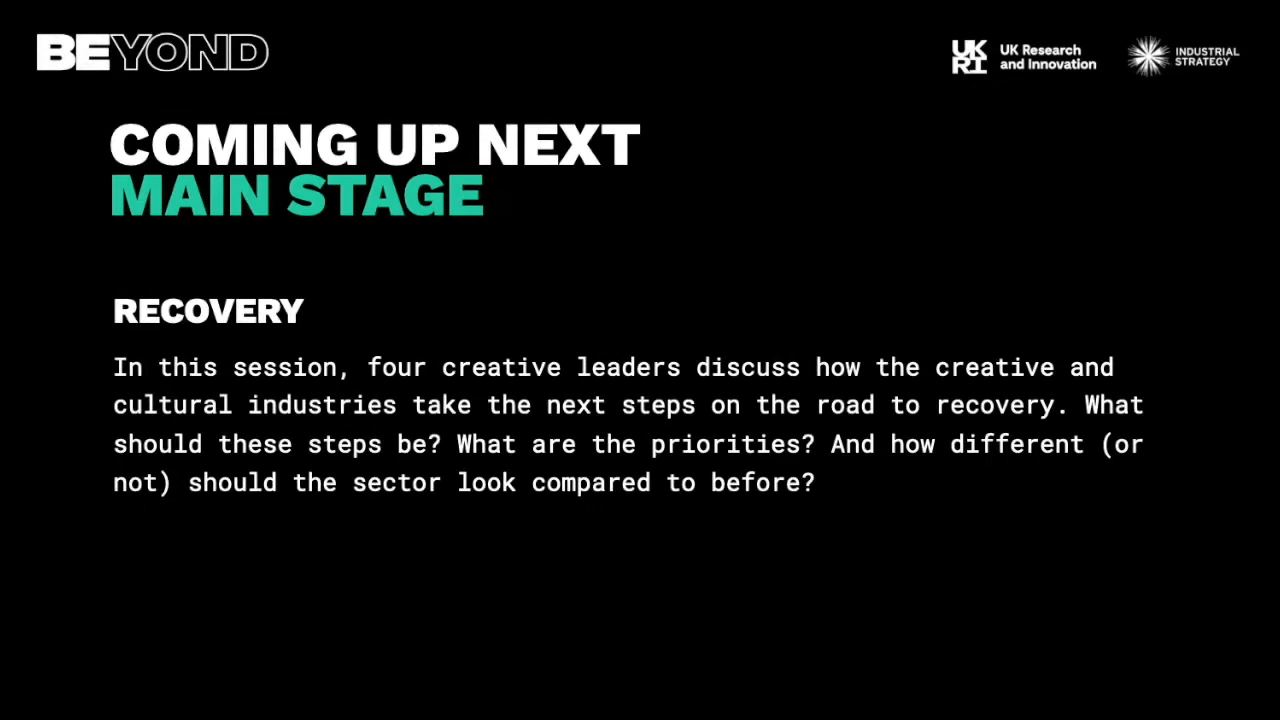 BEYOND
UK
RI
UK Research
and Innovation
INDUSTRIAL
STRATEGY
COMING UP NEXT
MAIN STAGE
RECOVERY
In this session, four creative leaders discuss how the creative and
cultural industries take the next steps on the road to recovery. What
should these steps be? What are the priorities? And how different (or
not) should the sector look compared to before?